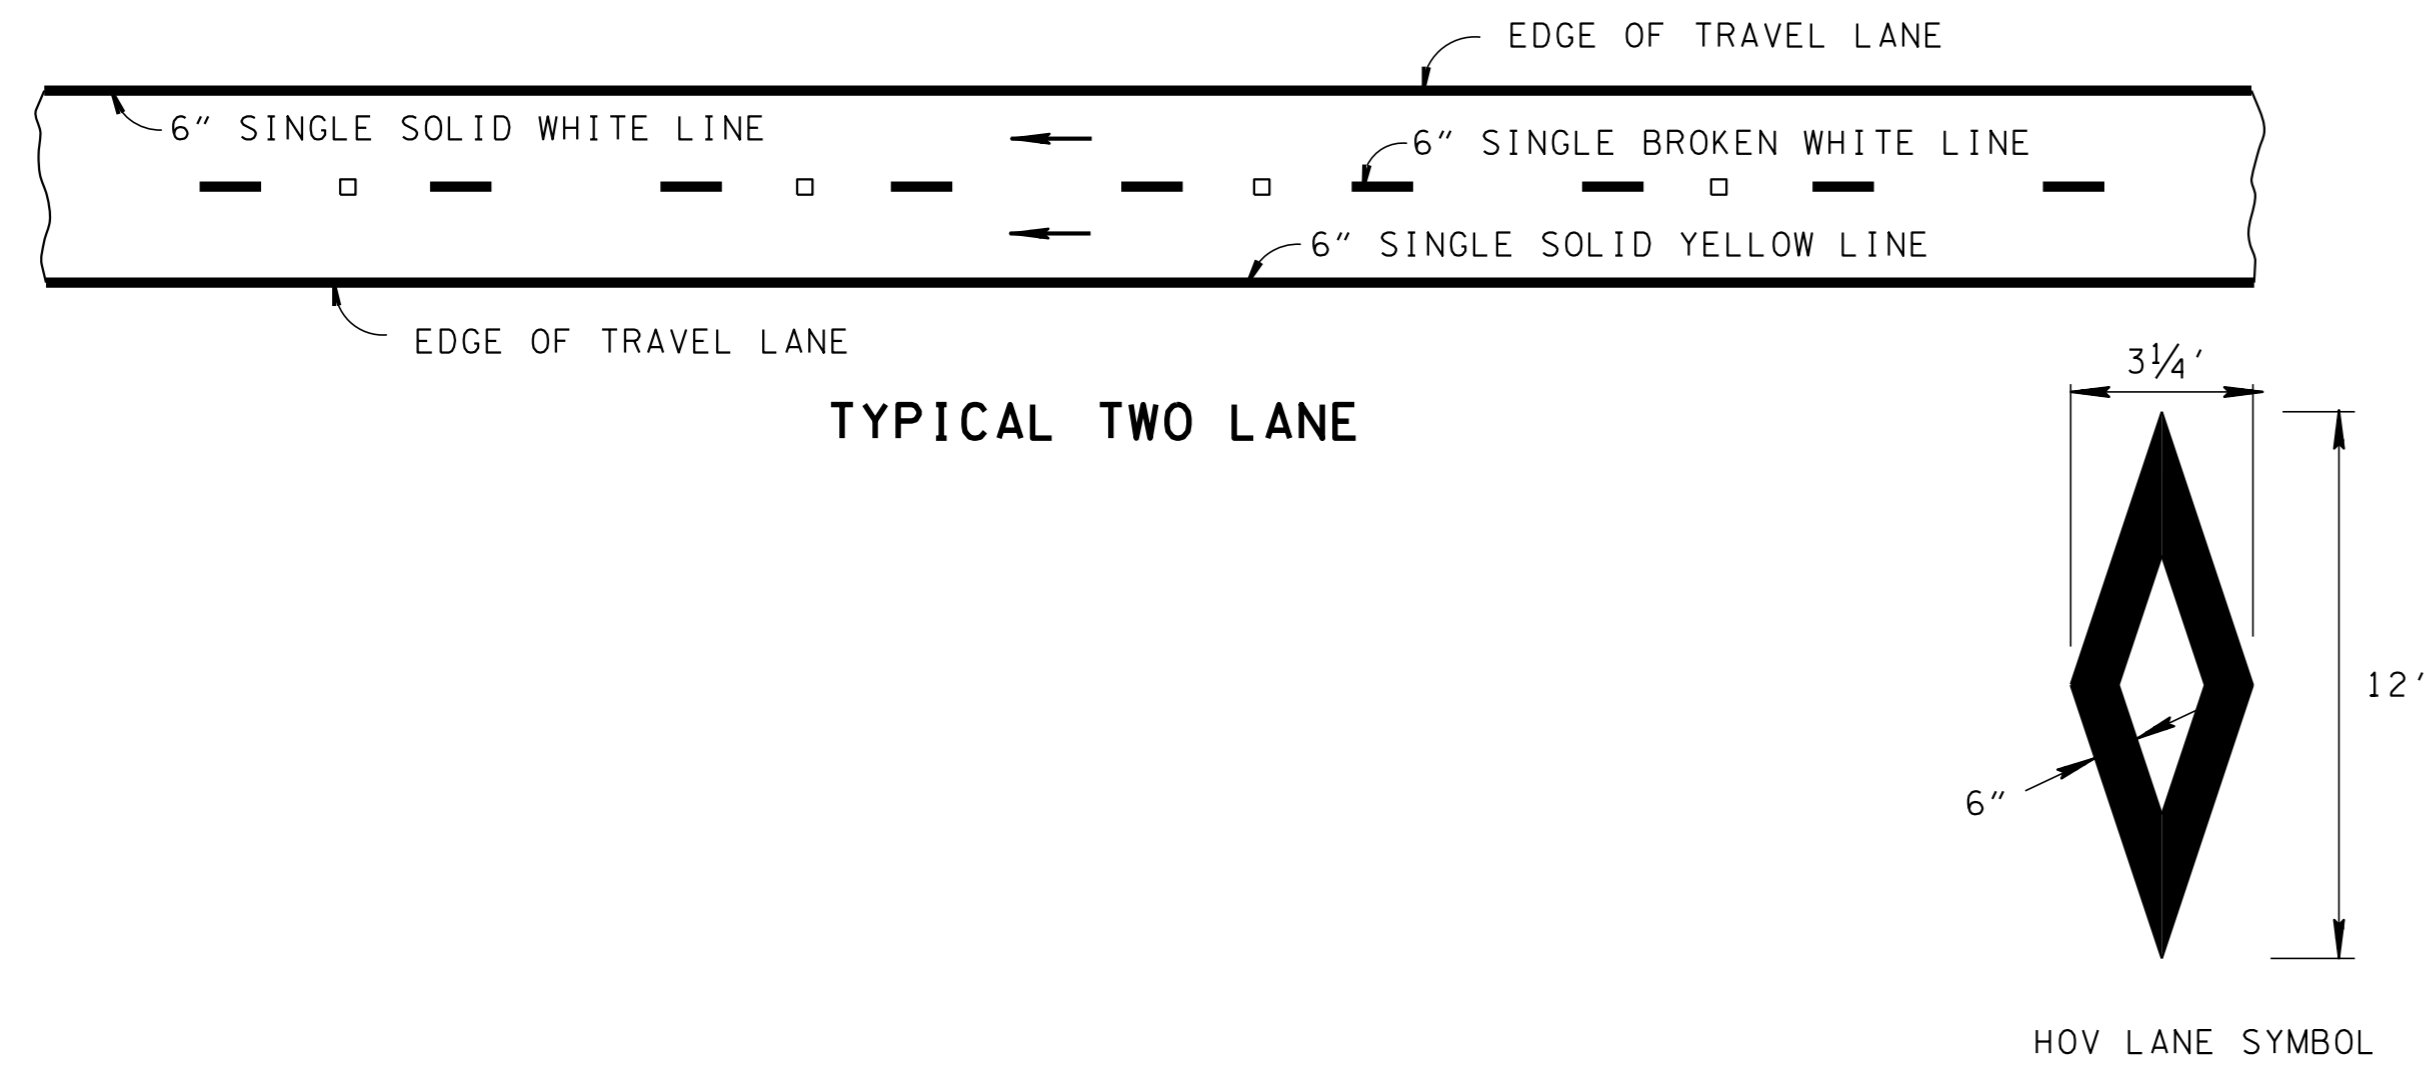 EDGE OF TRAVEL LANE
6" SINGLE SOLID WHITE LINE
6" SINGLE BROKEN WHITE LINE
6" SINGLE SOLID YELLOW LINE
EDGE OF TRAVEL LANE
TYPICAL TWO LANE
3¼'
12'
6"
HOV LANE SYMBOL